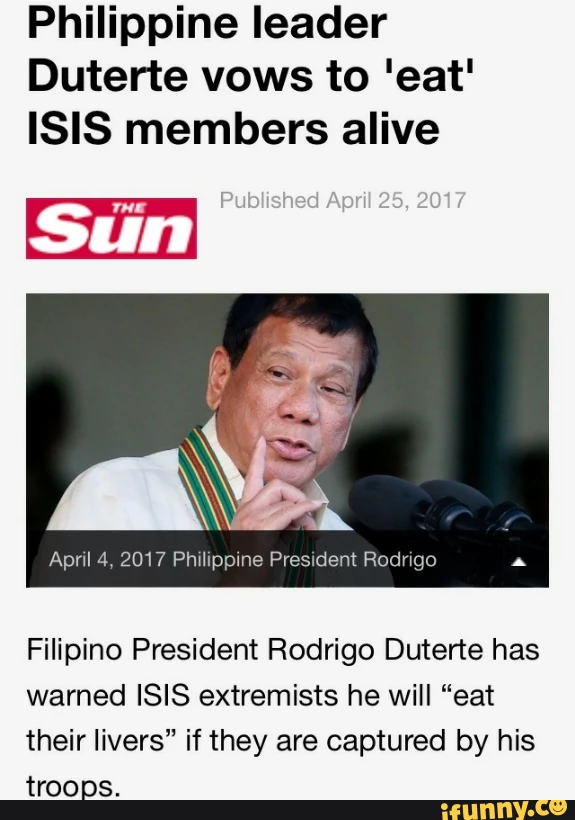 Philippine leader
Duterte vows to 'eat'
ISIS members alive
THE
Sun
Published April 25, 2017
April 4, 2017 Philippine President Rodrigo
Filipino President Rodrigo Duterte has
warned ISIS extremists he will “eat
their livers” if they are captured by his
troops.
ifunny.co